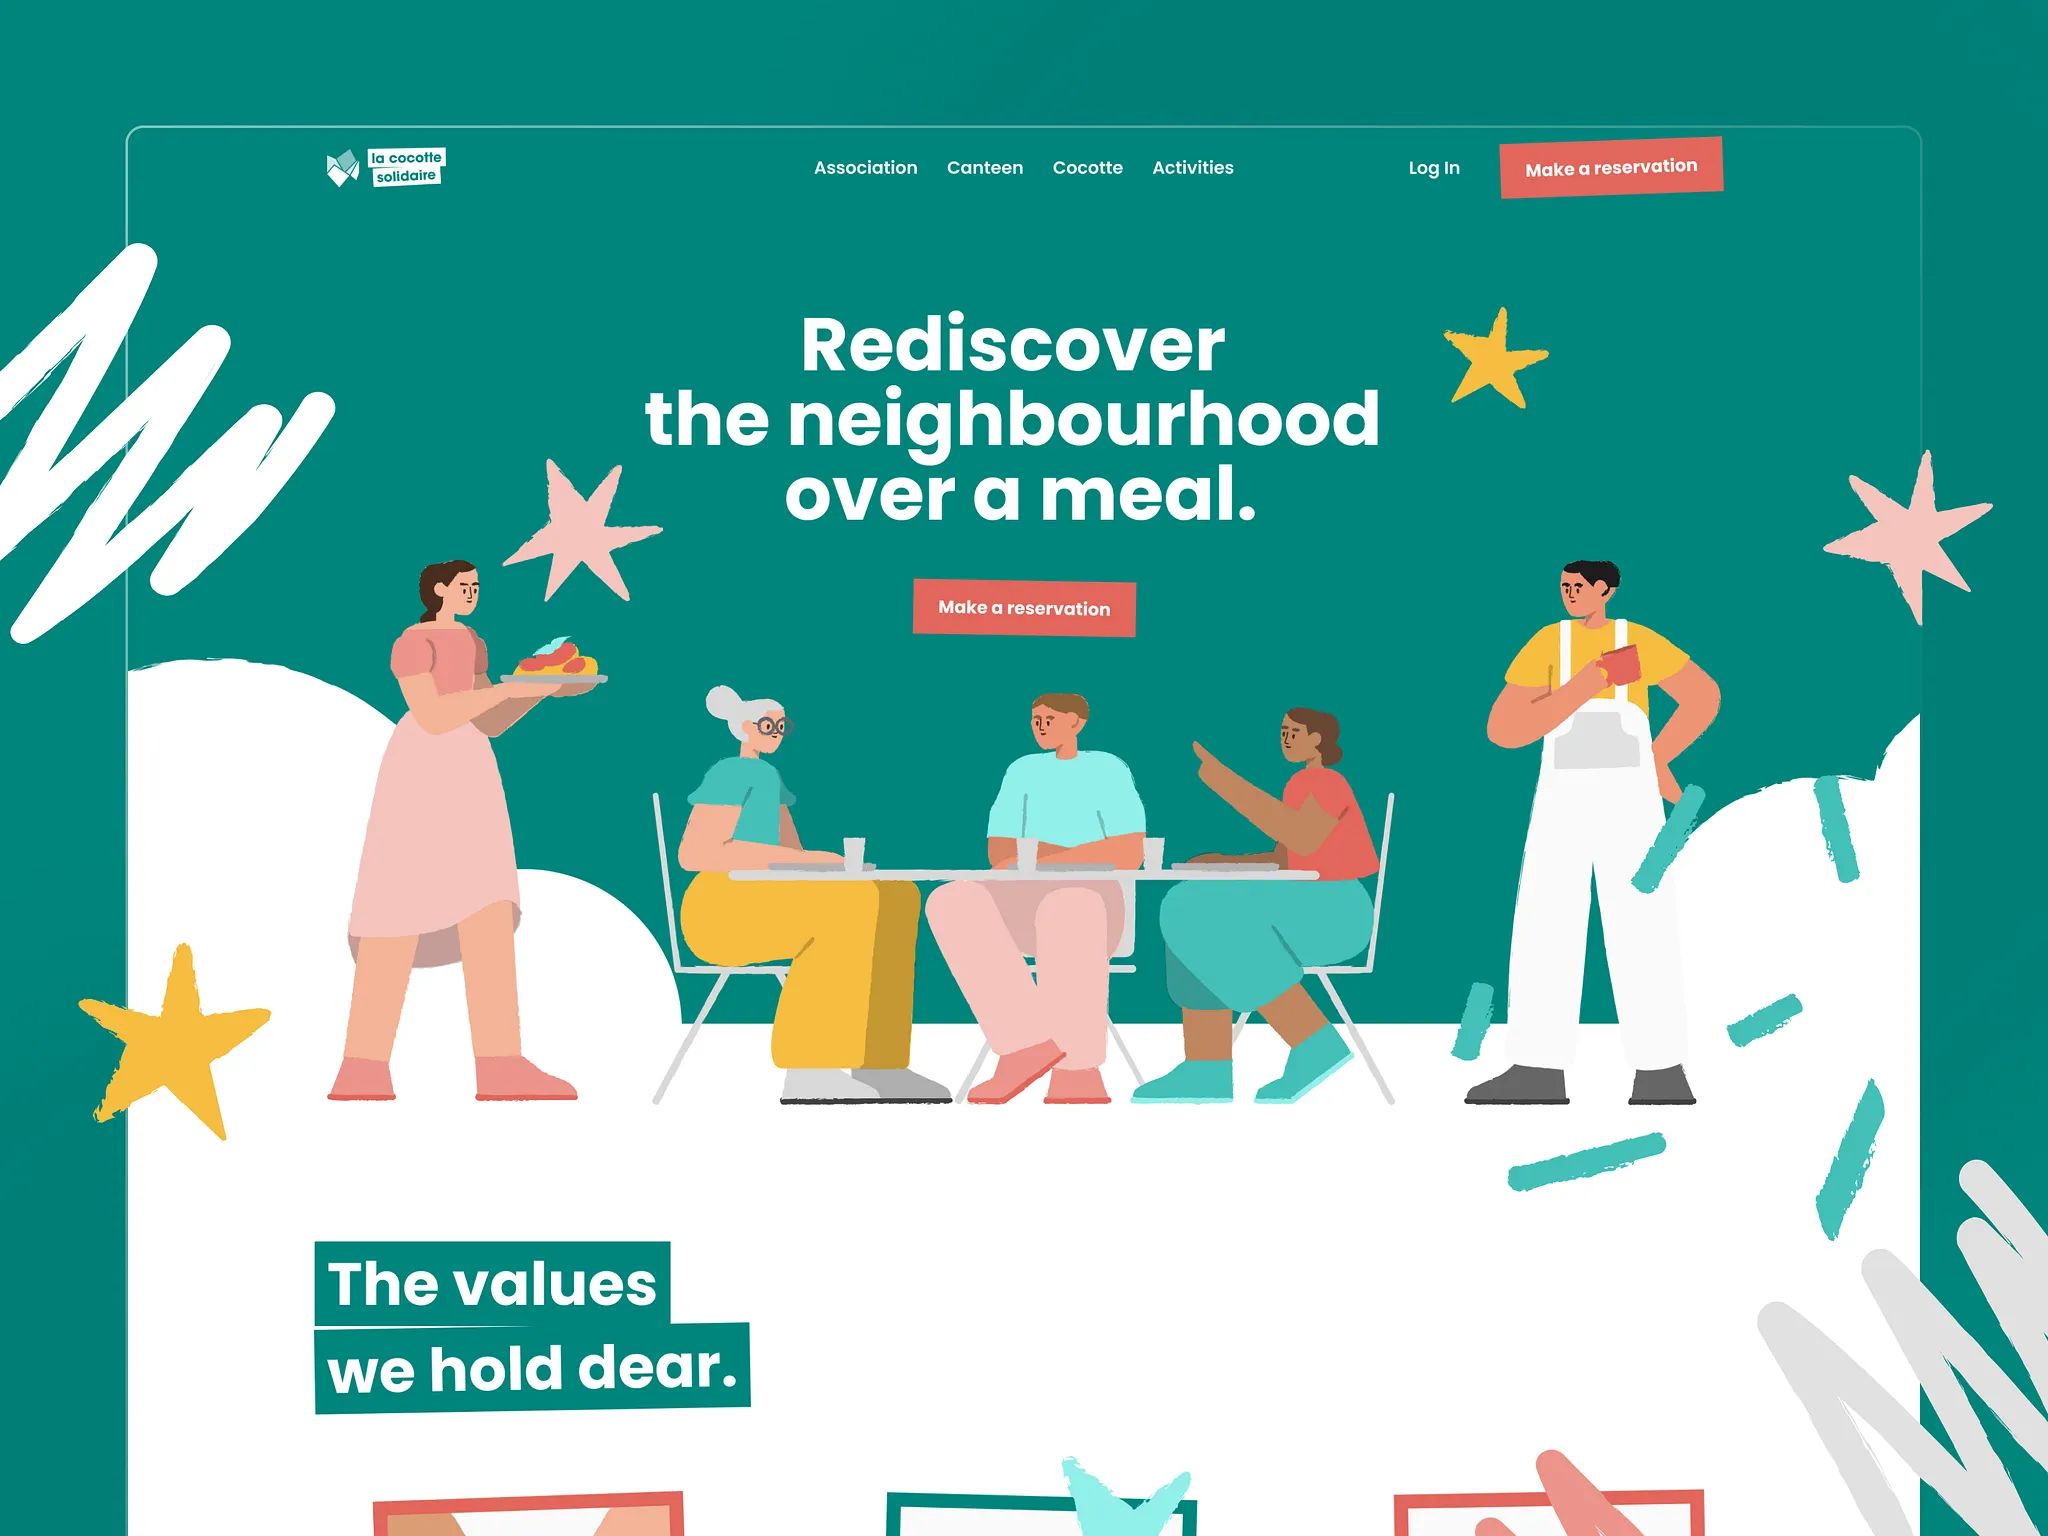 la cocotte
solidaire
Association Canteen Cocotte Activities Log In Make a reservation
Rediscover
the neighbourhood
over a meal.
Make a reservation
The values
we hold dear.